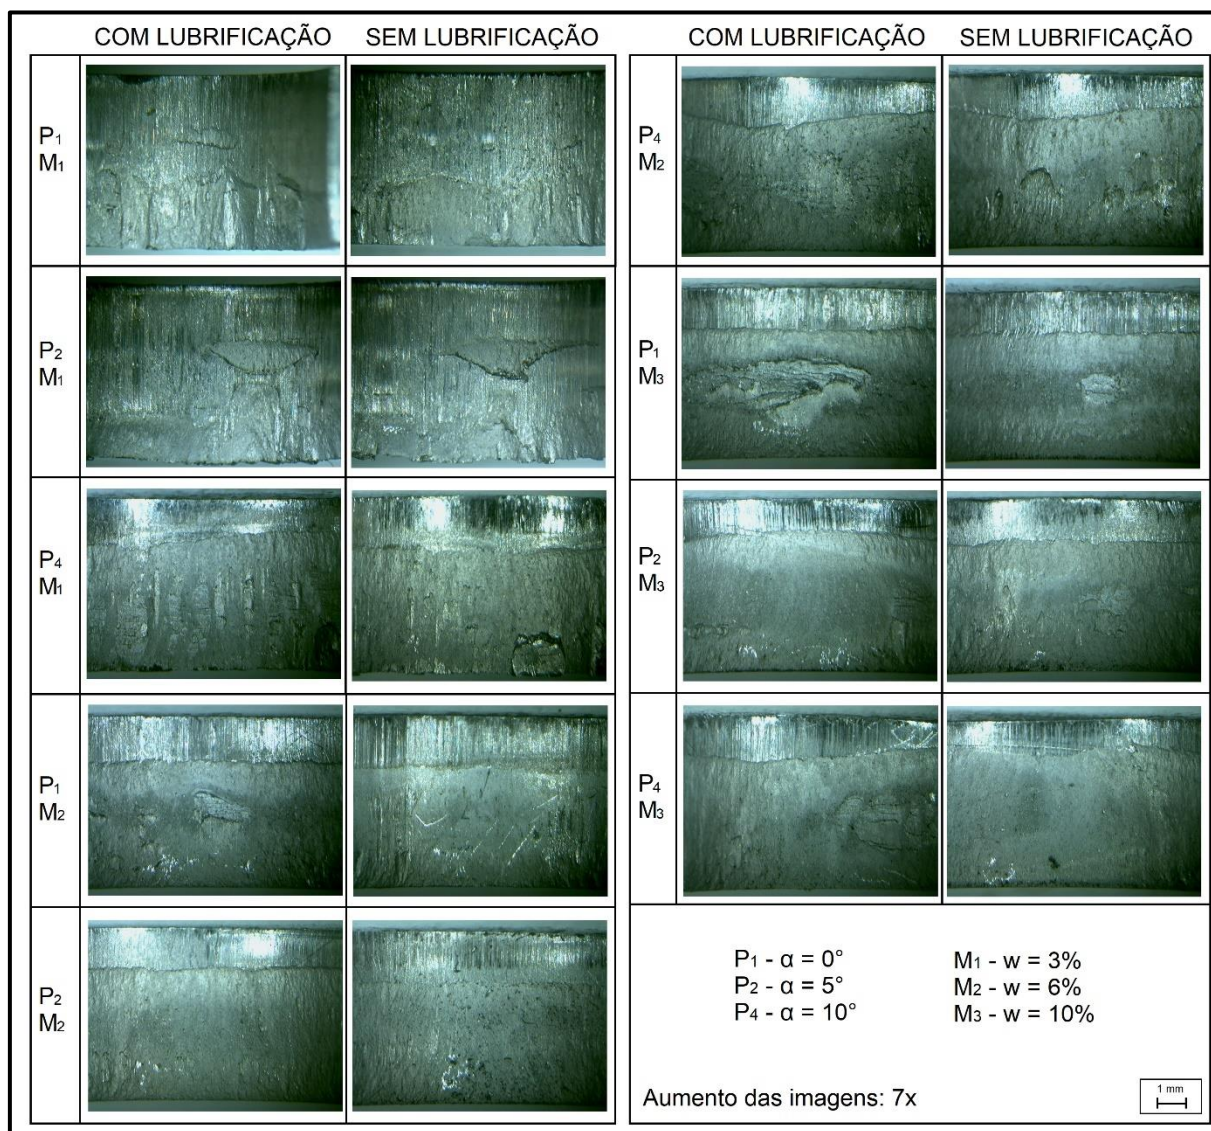 COM LUBRIFICAÇÃO SEM LUBRIFICAÇÃO
P₁
M₁
P₂
M₁
P₄
M₁
P₁
M₂
P₂
M₂
COM LUBRIFICAÇÃO SEM LUBRIFICAÇÃO
P₄
M₂
P₁
M₃
P₂
M₃
P₄
M₃
P₁ - α = 0° M₁ - w = 3%
P₂ - α = 5° M₂ - w = 6%
P₄ - α = 10° M₃ - w = 10%
Aumento das imagens: 7x
1 mm